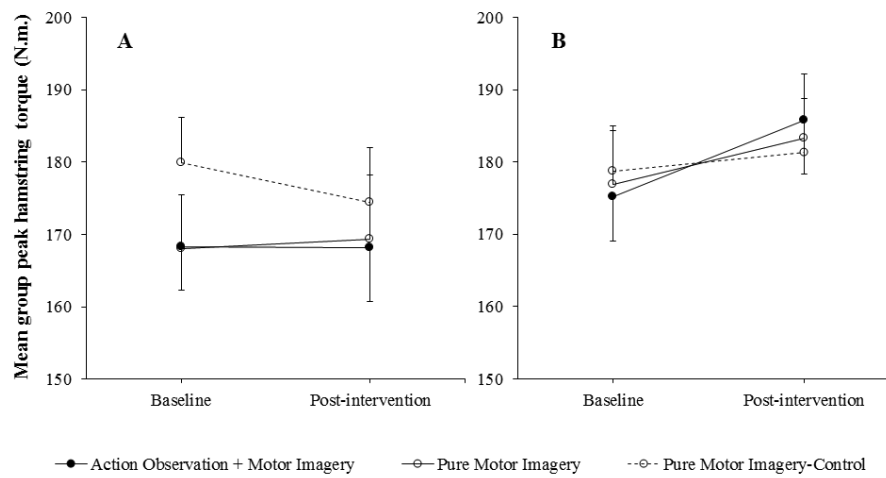 Mean group peak hamstring torque (N.m.)
A
200
190
180
170
160
150
Baseline
Post-intervention
B
200
190
180
170
160
150
Baseline
Post-intervention
Action Observation + Motor Imagery
Pure Motor Imagery
Pure Motor Imagery-Control